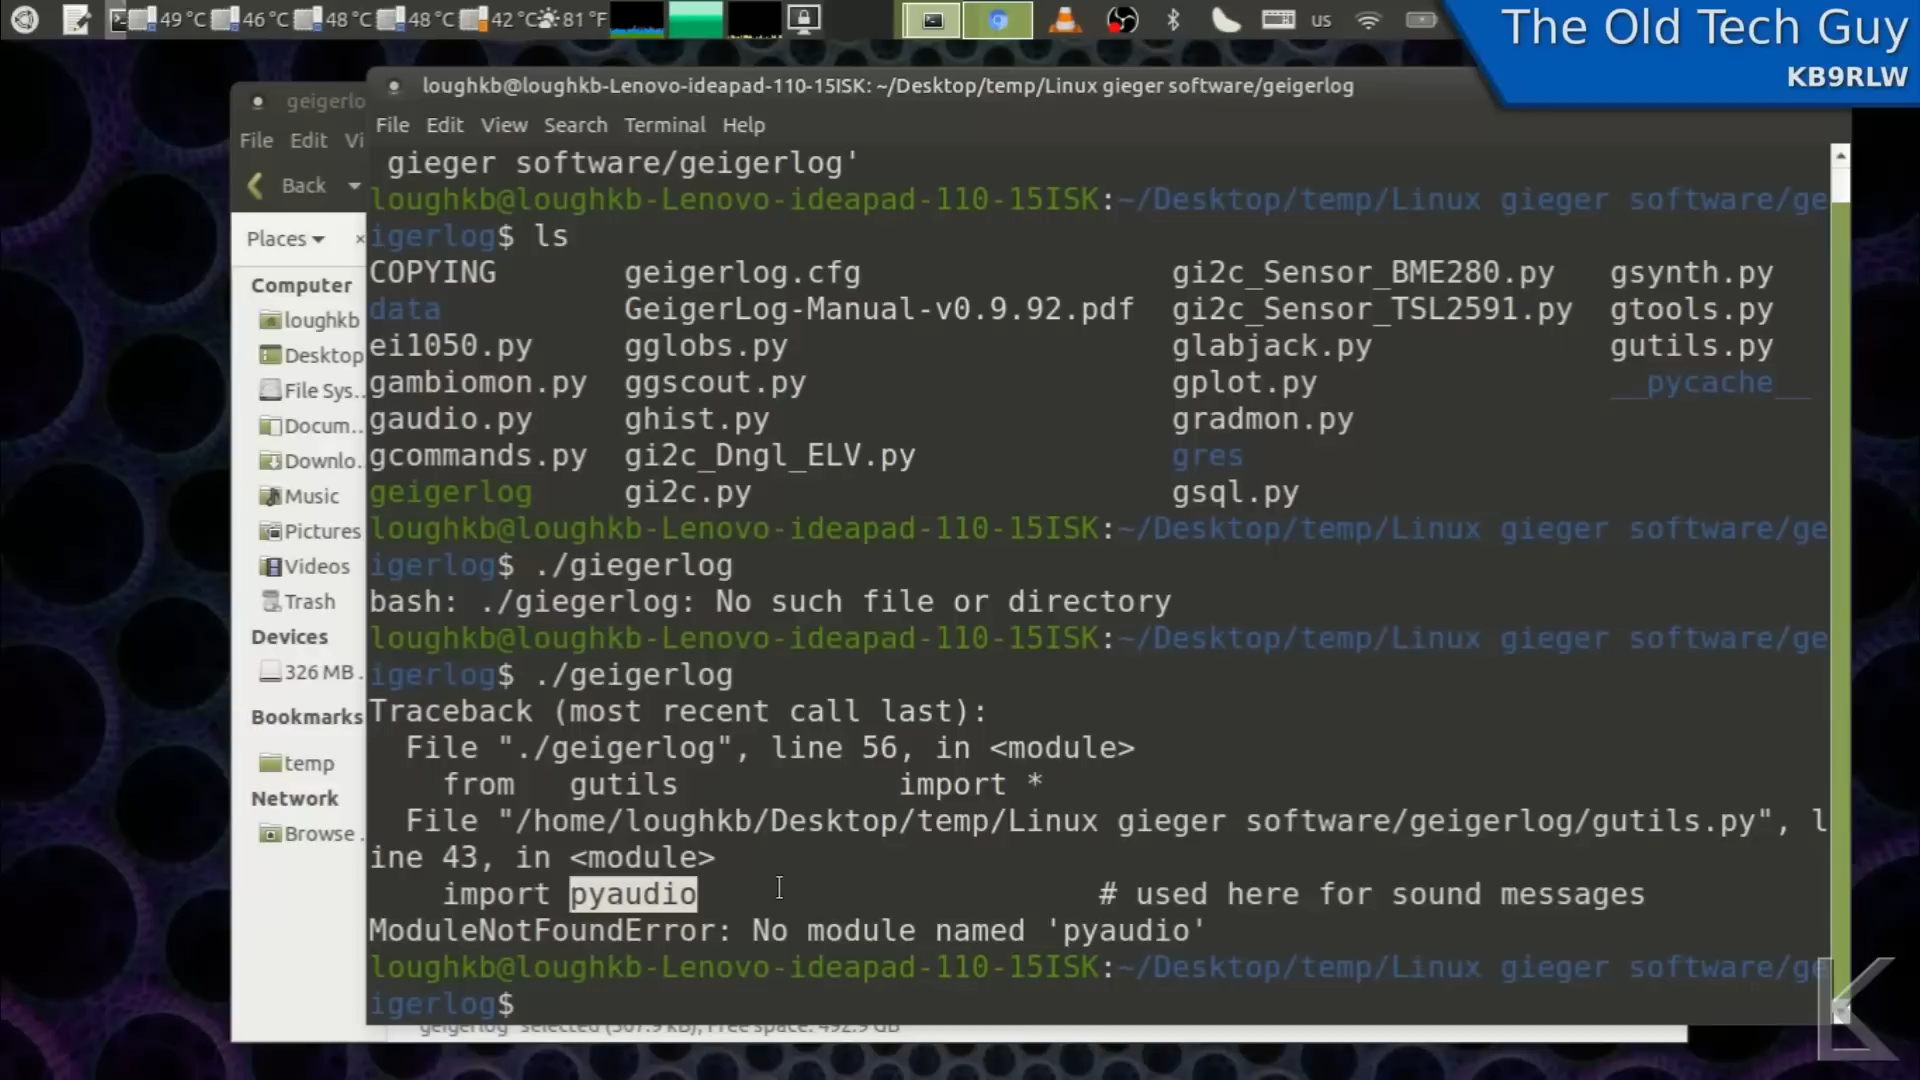 49 °C 46 °C 48 °C 48 °C 42 °C 81 °F us
The Old Tech Guy
KB9RLW
geigerlo
File Edit Vi
Back
Places
Computer
loughkb
Desktop
File Sys...
Docum...
Downlo...
Music
Pictures
Videos
Trash
Devices
326 MB ...
Bookmarks
temp
Network
Browse ...
loughkb@loughkb-Lenovo-ideapad-110-15ISK: ~/Desktop/temp/Linux gieger software/geigerlog
File Edit View Search Terminal Help
gieger software/geigerlog'
loughkb@loughkb-Lenovo-ideapad-110-15ISK:~/Desktop/temp/Linux gieger software/ge
igerlog$ ls
COPYING geigerlog.cfg gi2c_Sensor_BME280.py gsynth.py
data GeigerLog-Manual-v0.9.92.pdf gi2c_Sensor_TSL2591.py gtools.py
ei1050.py gglobs.py glabjack.py gutils.py
gambiomon.py ggscout.py gplot.py __pycache__
gaudio.py ghist.py gradmon.py
gcommands.py gi2c_Dngl_ELV.py gres
geigerlog gi2c.py gsql.py
loughkb@loughkb-Lenovo-ideapad-110-15ISK:~/Desktop/temp/Linux gieger software/ge
igerlog$ ./giegerlog
bash: ./giegerlog: No such file or directory
loughkb@loughkb-Lenovo-ideapad-110-15ISK:~/Desktop/temp/Linux gieger software/ge
igerlog$ ./geigerlog
Traceback (most recent call last):
File "./geigerlog", line 56, in <module>
from gutils import *
File "/home/loughkb/Desktop/temp/Linux gieger software/geigerlog/gutils.py", l
ine 43, in <module>
import pyaudio # used here for sound messages
ModuleNotFoundError: No module named 'pyaudio'
loughkb@loughkb-Lenovo-ideapad-110-15ISK:~/Desktop/temp/Linux gieger software/ge
igerlog$
K